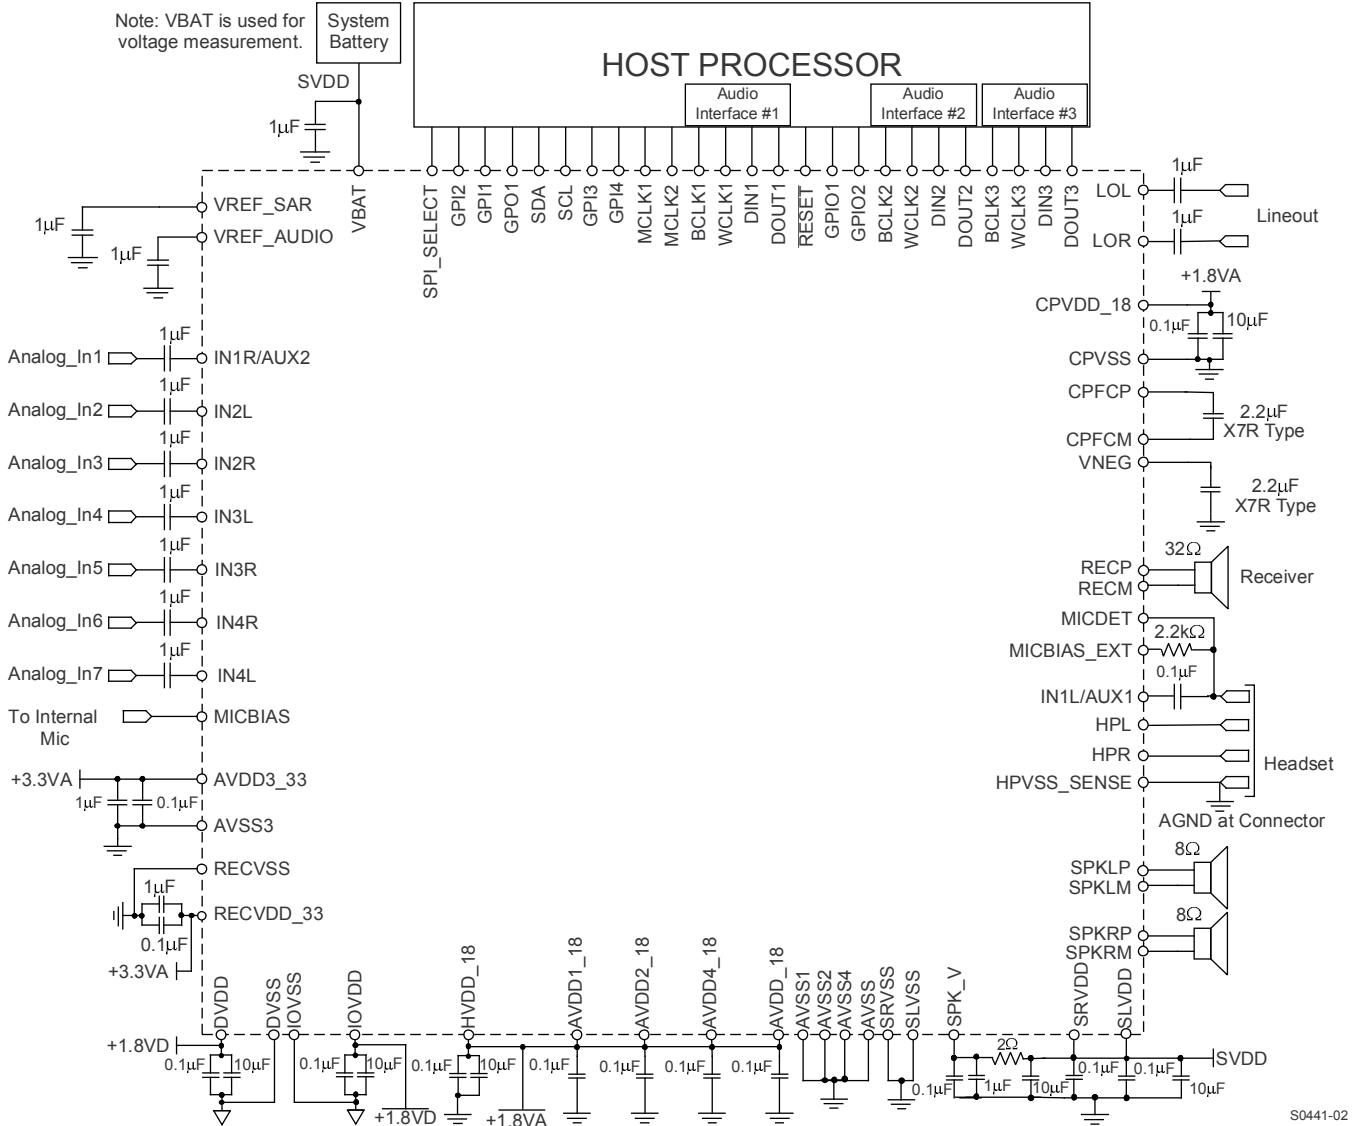 Note: VBAT is used for
voltage measurement.
System
Battery
SVDD
1μF
HOST PROCESSOR
Audio
Interface #1
Audio
Interface #2
Audio
Interface #3
VBAT
SPI_SELECT
GPI2
GPI1
GPO1
SDA
SCL
GPI3
GPI4
MCLK1
MCLK2
BCLK1
WCLK1
DIN1
DOUT1
RESET
GPIO1
GPIO2
BCLK2
WCLK2
DIN2
DOUT2
BCLK3
WCLK3
DIN3
DOUT3
1μF
VREF_SAR
1μF
VREF_AUDIO
Analog_In1
1μF
IN1R/AUX2
Analog_In2
1μF
IN2L
Analog_In3
1μF
IN2R
Analog_In4
1μF
IN3L
Analog_In5
1μF
IN3R
Analog_In6
1μF
IN4R
Analog_In7
1μF
IN4L
To Internal
Mic
MICBIAS
+3.3VA
AVDD3_33
1μF
0.1μF
AVSS3
RECVSS
1μF
RECVDD_33
0.1μF
+3.3VA
LOL
1μF
LOR
1μF
Lineout
+1.8VA
CPVDD_18
0.1μF
10μF
CPVSS
CPFCP
2.2μF
X7R Type
CPFCM
VNEG
2.2μF
X7R Type
32Ω
RECP
RECM
Receiver
MICDET
2.2kΩ
MICBIAS_EXT
0.1μF
IN1L/AUX1
HPL
HPR
HPVSS_SENSE
Headset
AGND at Connector
8Ω
SPKLP
SPKLM
8Ω
SPKRP
SPKRM
DVDD
DVSS
IOVSS
IOVDD
HVDD_18
AVDD1_18
AVDD2_18
AVDD4_18
AVDD_18
AVSS1
AVSS2
AVSS4
AVSS
SRVSS
SLVSS
SPK_V
SRVDD
SLVDD
+1.8VD
0.1μF
10μF
0.1μF
10μF
+1.8VD
0.1μF
10μF
+1.8VA
0.1μF
0.1μF
0.1μF
0.1μF
2Ω
0.1μF
1μF
10μF
0.1μF
0.1μF
10μF
SVDD
S0441-02